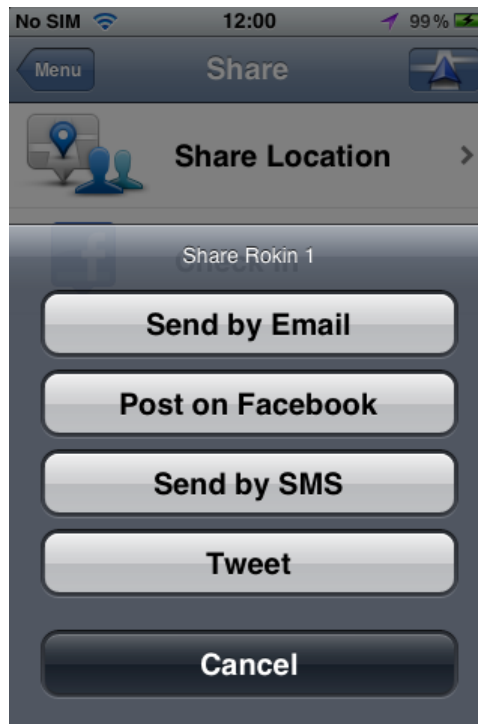 No SIM 12:00 99%
Menu Share
Share Location
Check in
Share Rokin 1
Send by Email
Post on Facebook
Send by SMS
Tweet
Cancel